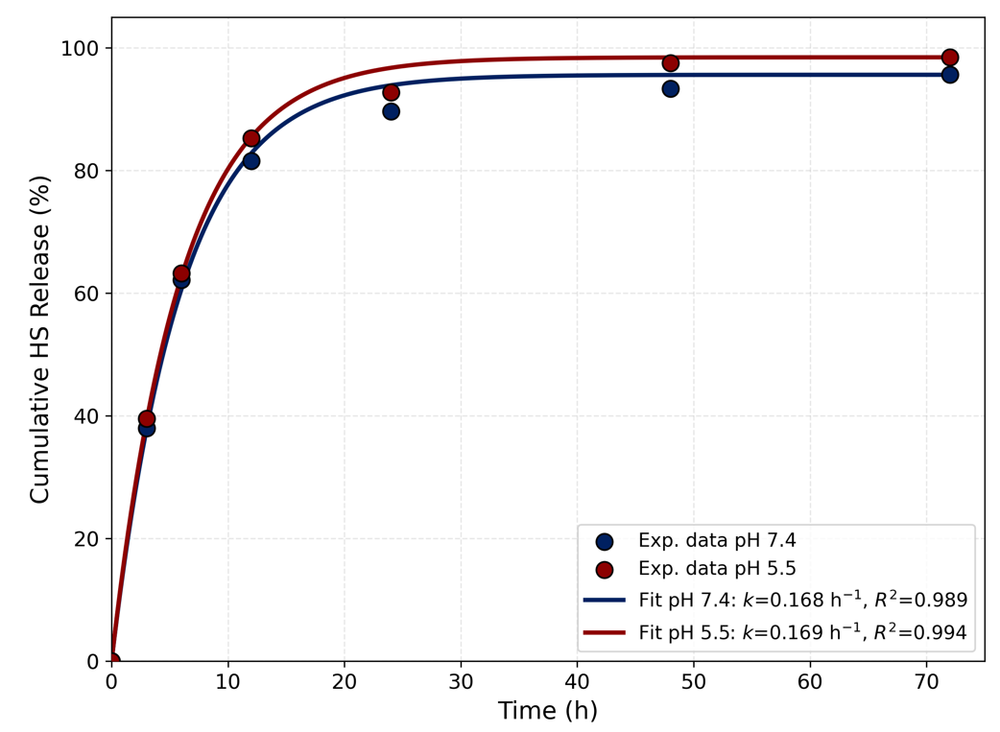 100
80
60
40
20
0
Cumulative HS Release (%)
Exp. data pH 7.4
Exp. data pH 5.5
Fit pH 7.4: k=0.168 h⁻¹, R²=0.989
Fit pH 5.5: k=0.169 h⁻¹, R²=0.994
0 10 20 30 40 50 60 70
Time (h)